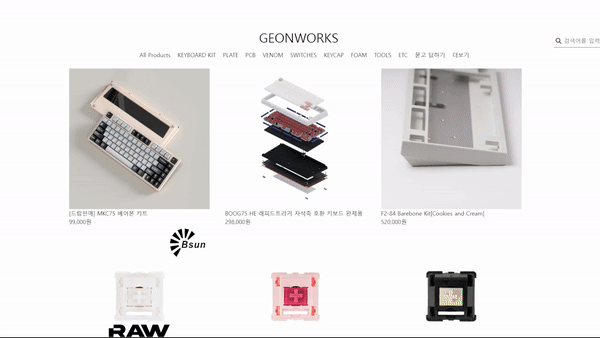 GEONWORKS
검색어를 입력
All Products KEYBOARD KIT PLATE PCB VENOM SWITCHES KEYCAP FOAM TOOLS ETC 묻고 답하기 더보기
[드랍판매] MKC75 베어본 키트
99,000원
BOOG75 HE 래피드트리거 자석축 호환 키보드 완제품
298,000원
F2-84 Barebone Kit[Cookies and Cream]
520,000원
Bsun
RAW